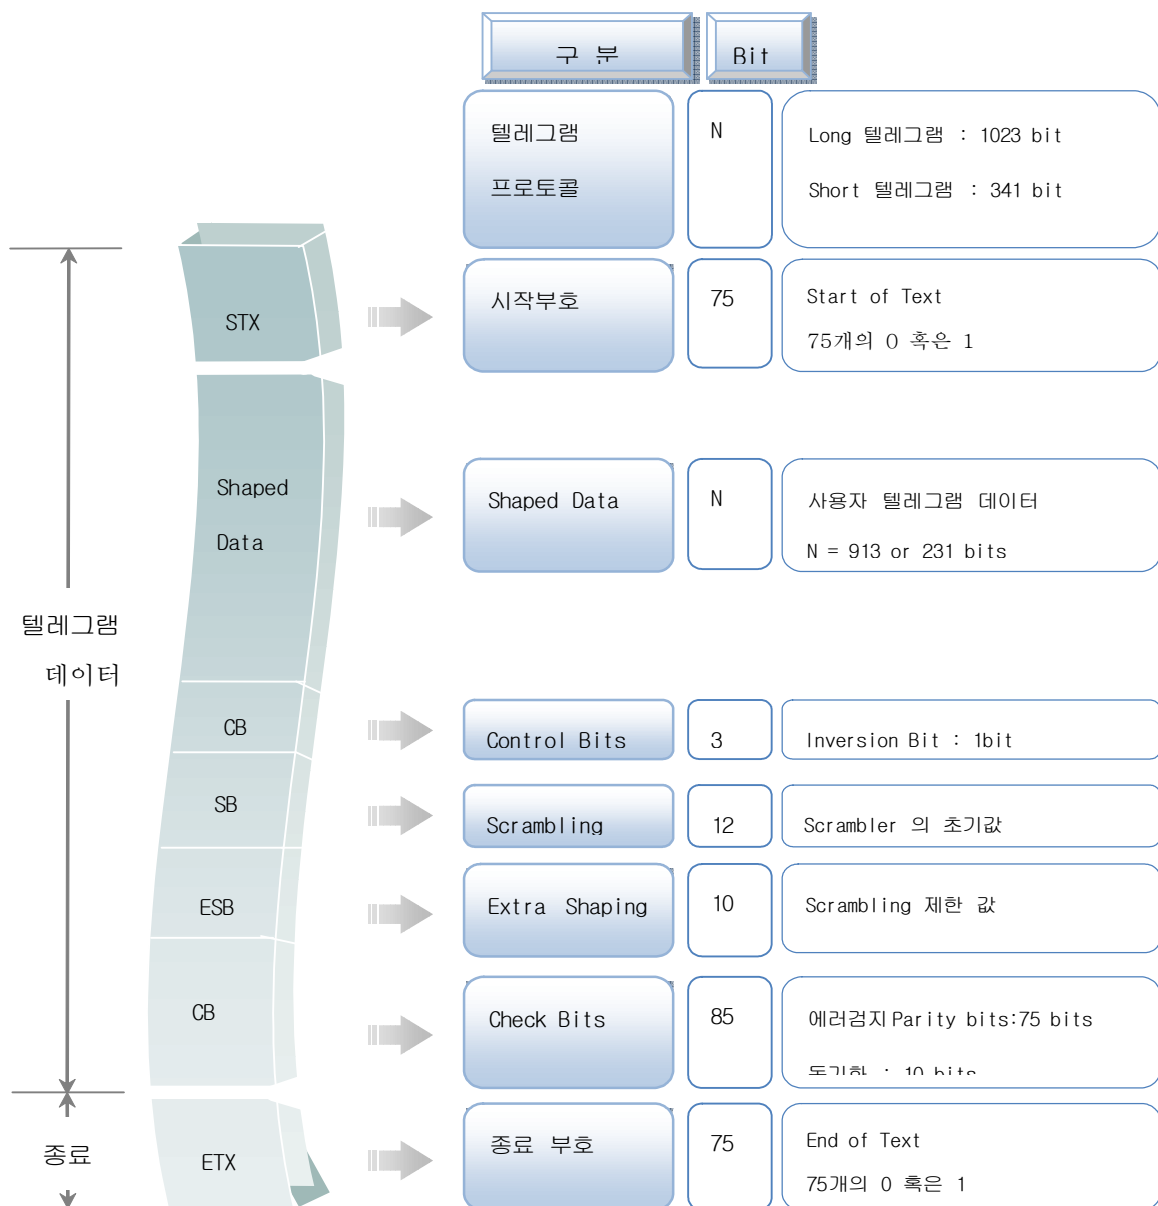 구 분
Bit
텔레그램
프로토콜
N
Long 텔레그램 : 1023 bit
Short 텔레그램 : 341 bit
STX
시작부호
75
Start of Text
75개의 0 혹은 1
Shaped
Data
Shaped Data
N
사용자 텔레그램 데이터
N = 913 or 231 bits
텔레그램
데이터
CB
Control Bits
3
Inversion Bit : 1bit
SB
Scrambling
12
Scrambler 의 초기값
ESB
Extra Shaping
10
Scrambling 제한 값
CB
Check Bits
85
에러검지 Parity bits:75 bits
동기화 : 10 bits
종료
ETX
종료 부호
75
End of Text
75개의 0 혹은 1